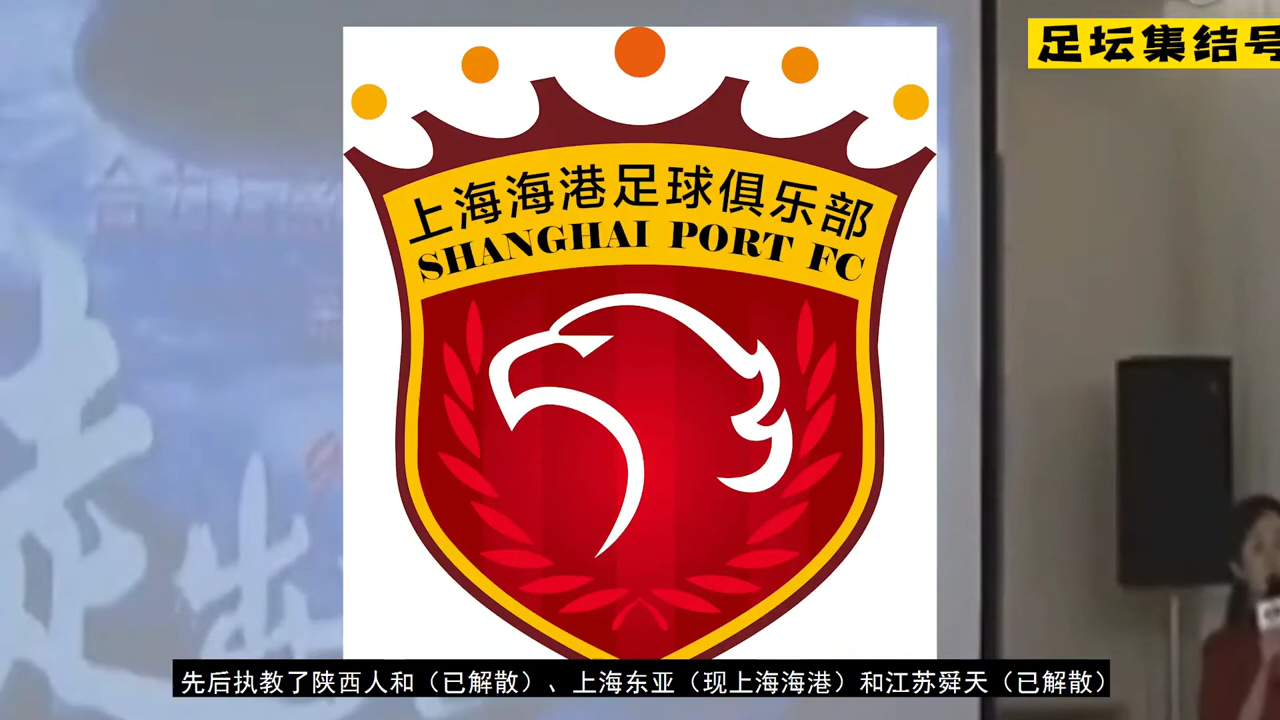 足坛集结号
上海海港足球俱乐部
SHANGHAI PORT FC
走出
先后执教了陕西人和（已解散）、上海东亚（现上海海港）和江苏舜天（已解散）